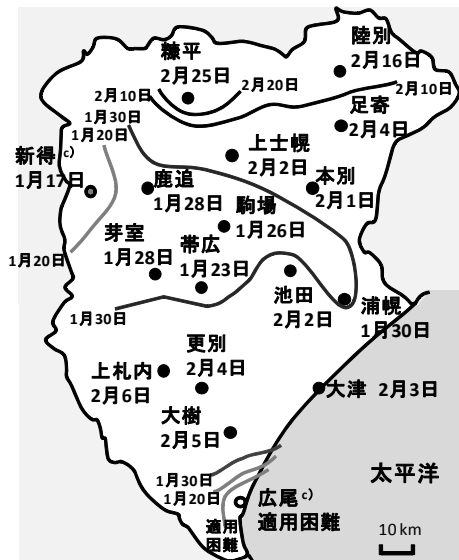 糠平
2月25日
陸別
2月16日
2月10日
2月20日
2月10日
1月30日
1月20日
足寄
2月4日
上士幌
2月2日
新得c)
1月17日
鹿追
1月28日
本別
2月1日
駒場
1月26日
芽室
1月28日
帯広
1月23日
1月20日
池田
2月2日
浦幌
1月30日
1月30日
更別
2月4日
上札内
2月6日
大津 2月3日
大樹
2月5日
1月30日
1月20日
太平洋
広尾c)
適用困難
適用
困難
10 km